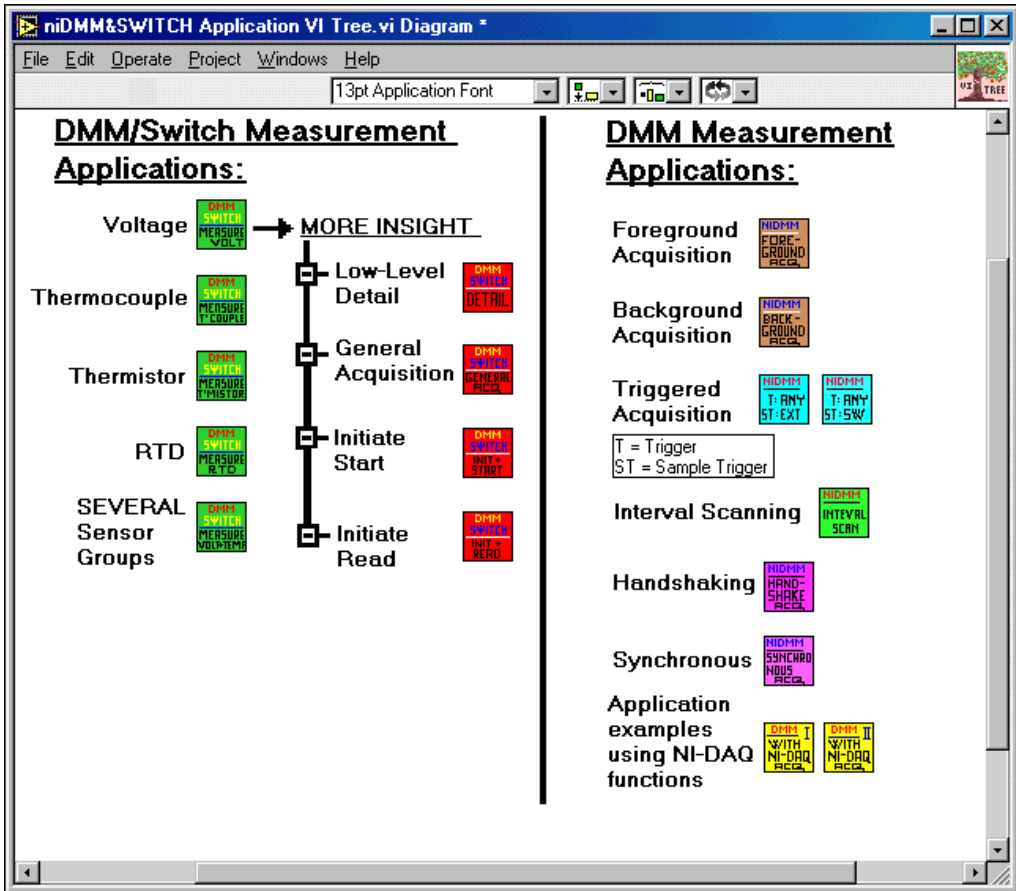 niDMM&SWITCH Application VI Tree.vi Diagram *
File Edit Operate Project Windows Help
VI TREE
13pt Application Font
DMM/Switch Measurement
Applications:
Voltage
DMM
SWITCH
MEASURE
VOLT
MORE INSIGHT
Thermocouple
DMM
SWITCH
MEASURE
T'COUPLE
Thermistor
DMM
SWITCH
MEASURE
T'MISTOR
RTD
DMM
SWITCH
MEASURE
RTD
SEVERAL
Sensor
Groups
DMM
SWITCH
MEASURE
VOLT+TEMP
Low-Level
Detail
DMM
SWITCH
DETAIL
General
Acquisition
DMM
SWITCH
GENERAL
ACQ
Initiate
Start
DMM
SWITCH
INIT +
START
Initiate
Read
DMM
SWITCH
INIT +
READ
DMM Measurement
Applications:
Foreground
Acquisition
NIDMM
FORE-
GROUND
ACQ
Background
Acquisition
NIDMM
BACK-
GROUND
ACQ
Triggered
Acquisition
NIDMM
T:ANY
ST:EXT
NIDMM
T:ANY
ST:SW
T = Trigger
ST = Sample Trigger
Interval Scanning
NIDMM
INTEVAL
SCAN
Handshaking
NIDMM
HAND-
SHAKE
ACQ
Synchronous
NIDMM
SYNCHRO
NOUS
ACQ
Application
examples
using NI-DAQ
functions
DMM I
WITH
NI-DAQ
ACQ
DMM II
WITH
NI-DAQ
ACQ